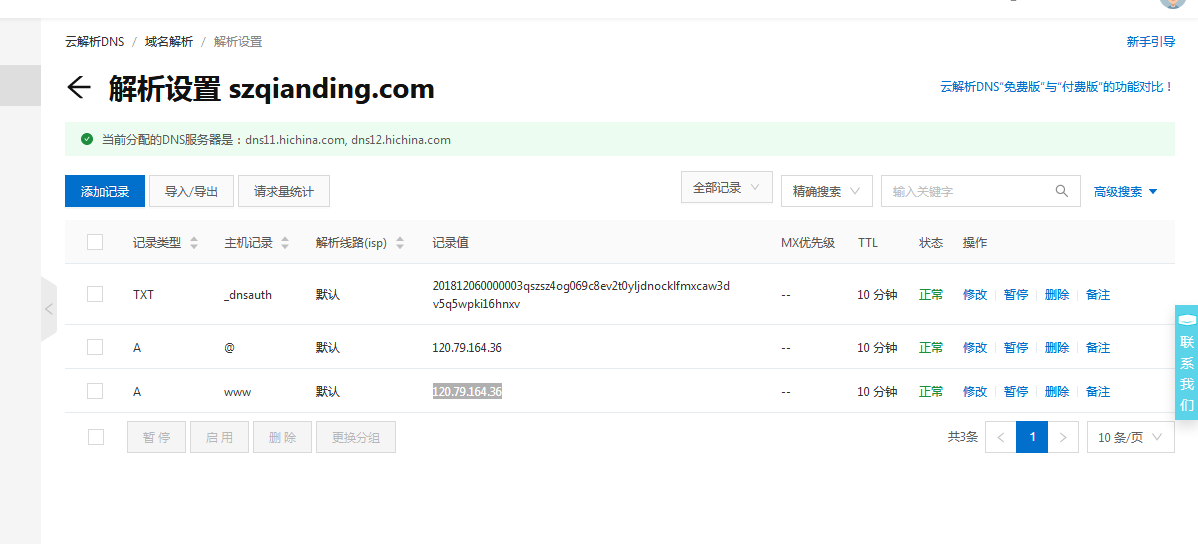 云解析DNS / 域名解析 / 解析设置
新手引导
解析设置 szqianding.com
云解析DNS“免费版”与“付费版”的功能对比！
当前分配的DNS服务器是：dns11.hichina.com, dns12.hichina.com
添加记录 导入/导出 请求量统计 全部记录 精确搜索 输入关键字 高级搜索
记录类型 主机记录 解析线路(isp) 记录值 MX优先级 TTL 状态 操作
TXT _dnsauth 默认 201812060000003qszsz4og069c8ev2t0yljdnocklfmxcaw3d
v5q5wpki16hnxv -- 10 分钟 正常 修改 暂停 删除 备注
A @ 默认 120.79.164.36 -- 10 分钟 正常 修改 暂停 删除 备注
A www 默认 120.79.164.36 -- 10 分钟 正常 修改 暂停 删除 备注
暂停 启用 删除 更换分组 共3条 < 1 > 10 条/页
联
系
我
们